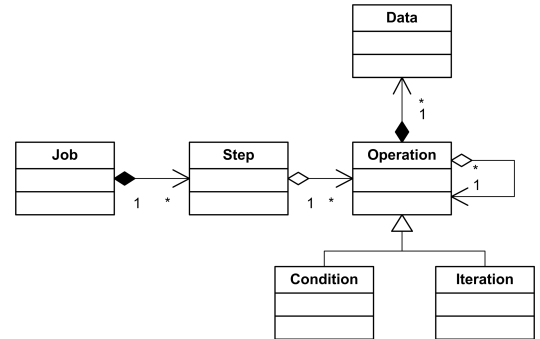 Data
*
1
Job
Step
Operation
*
1
1 *
1 *
Condition
Iteration